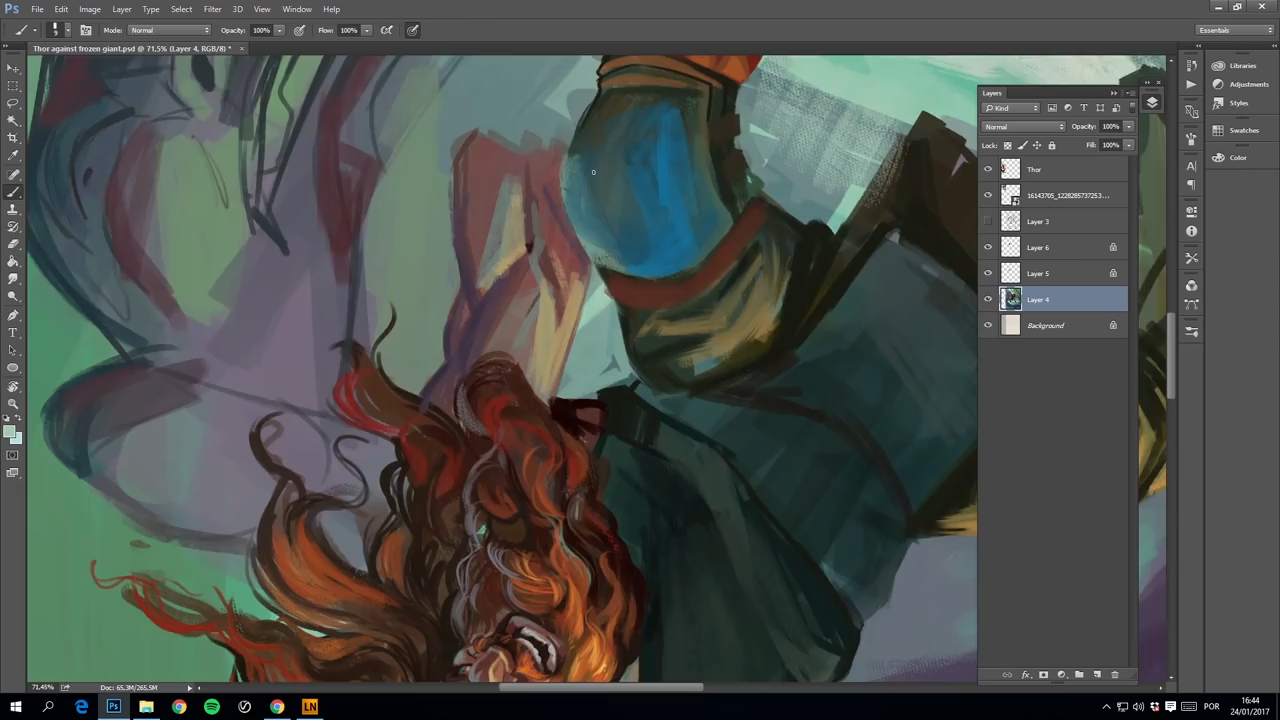 Ps File Edit Image Layer Type Select Filter 3D View Window Help
Mode: Normal Opacity: 100% Flow: 100% Essentials
Thor against frozen giant.psd @ 71,5% (Layer 4, RGB/8) * ×
Layers
Kind
Normal Opacity: 100%
Lock: Fill: 100%
Thor
16143705_1228285737253...
Layer 3
Layer 6
Layer 5
Layer 4
Background
Libraries
Adjustments
Styles
Swatches
Color
71,45% Doc: 65,3M/265,5M
Ps LN POR 16:44
24/01/2017